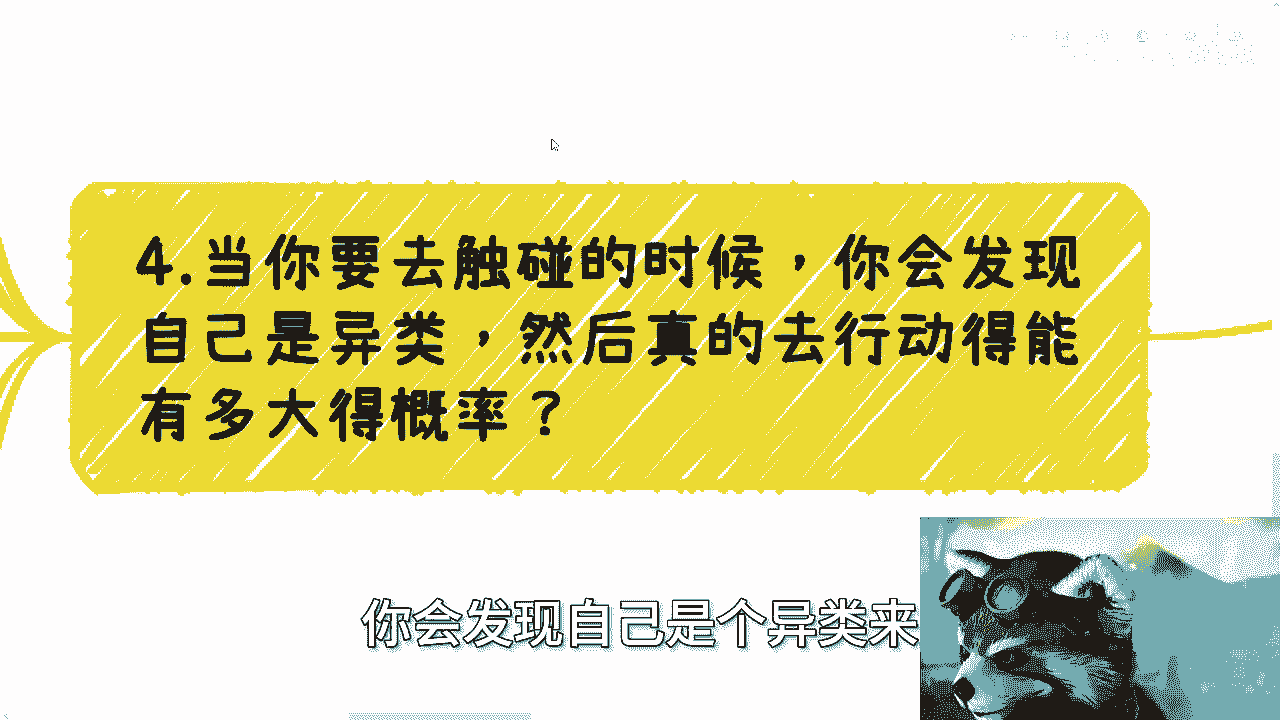 4.当你要去触碰的时候，你会发现
自己是异类，然后真的去行动得能
有多大得概率？
你会发现自己是个异类来